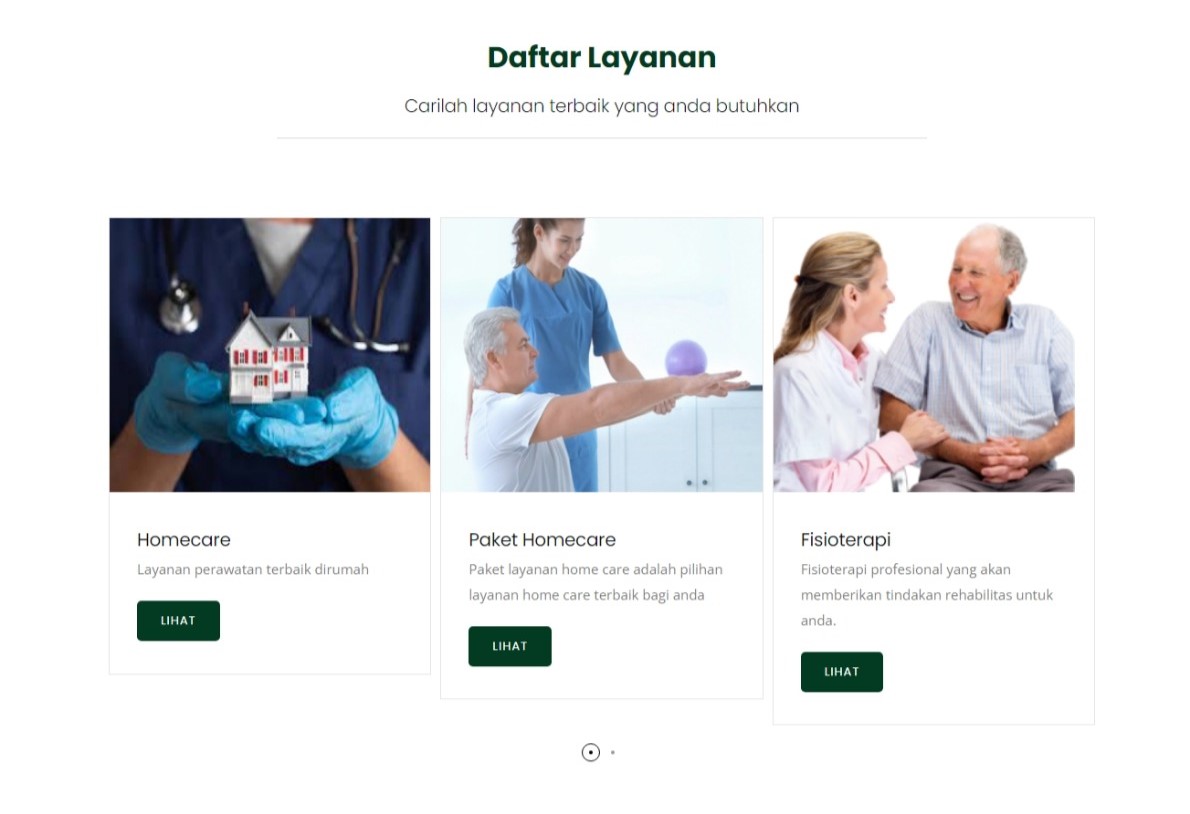 Daftar Layanan
Carilah layanan terbaik yang anda butuhkan
Homecare
Layanan perawatan terbaik dirumah
LIHAT
Paket Homecare
Paket layanan home care adalah pilihan
layanan home care terbaik bagi anda
LIHAT
Fisioterapi
Fisioterapi profesional yang akan
memberikan tindakan rehabilitas untuk
anda.
LIHAT